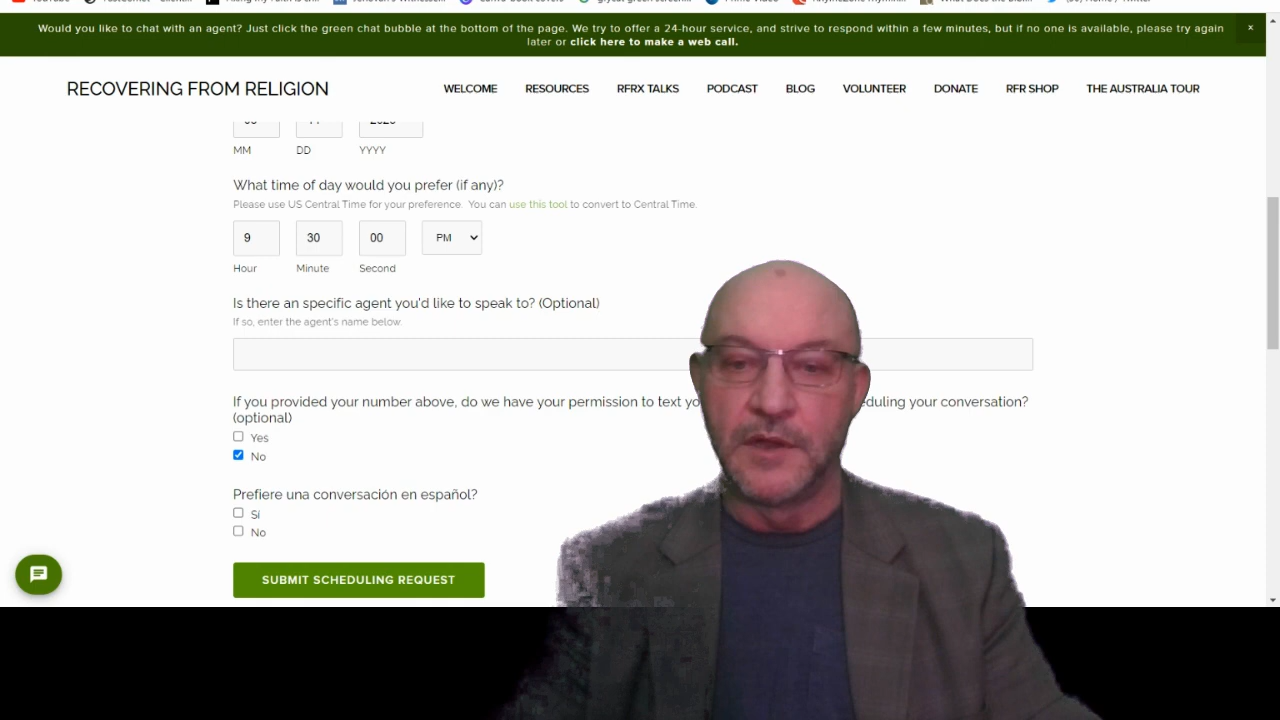 Would you like to chat with an agent? Just click the green chat bubble at the bottom of the page. We try to offer a 24-hour service, and strive to respond within a few minutes, but if no one is available, please try again
later or click here to make a web call.
×
RECOVERING FROM RELIGION
WELCOME RESOURCES RFRX TALKS PODCAST BLOG VOLUNTEER DONATE RFR SHOP THE AUSTRALIA TOUR
MM DD YYYY
What time of day would you prefer (if any)?
Please use US Central Time for your preference. You can use this tool to convert to Central Time.
9 30 00 PM
Hour Minute Second
Is there an specific agent you'd like to speak to? (Optional)
If so, enter the agent's name below.
If you provided your number above, do we have your permission to text your conversation?
(optional)
Yes
No
Prefiere una conversación en español?
Sí
No
SUBMIT SCHEDULING REQUEST